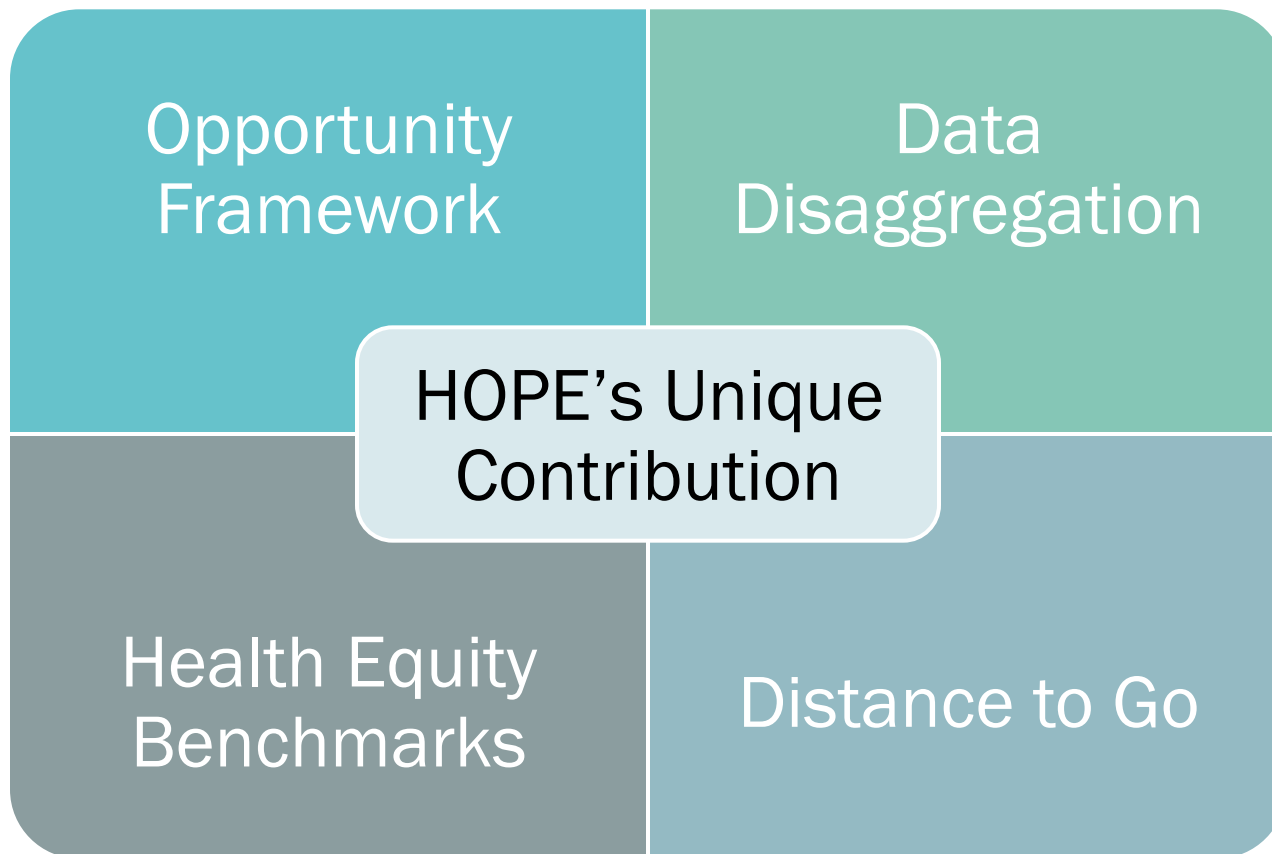 Opportunity
Framework
Data
Disaggregation
HOPE’s Unique
Contribution
Health Equity
Benchmarks
Distance to Go